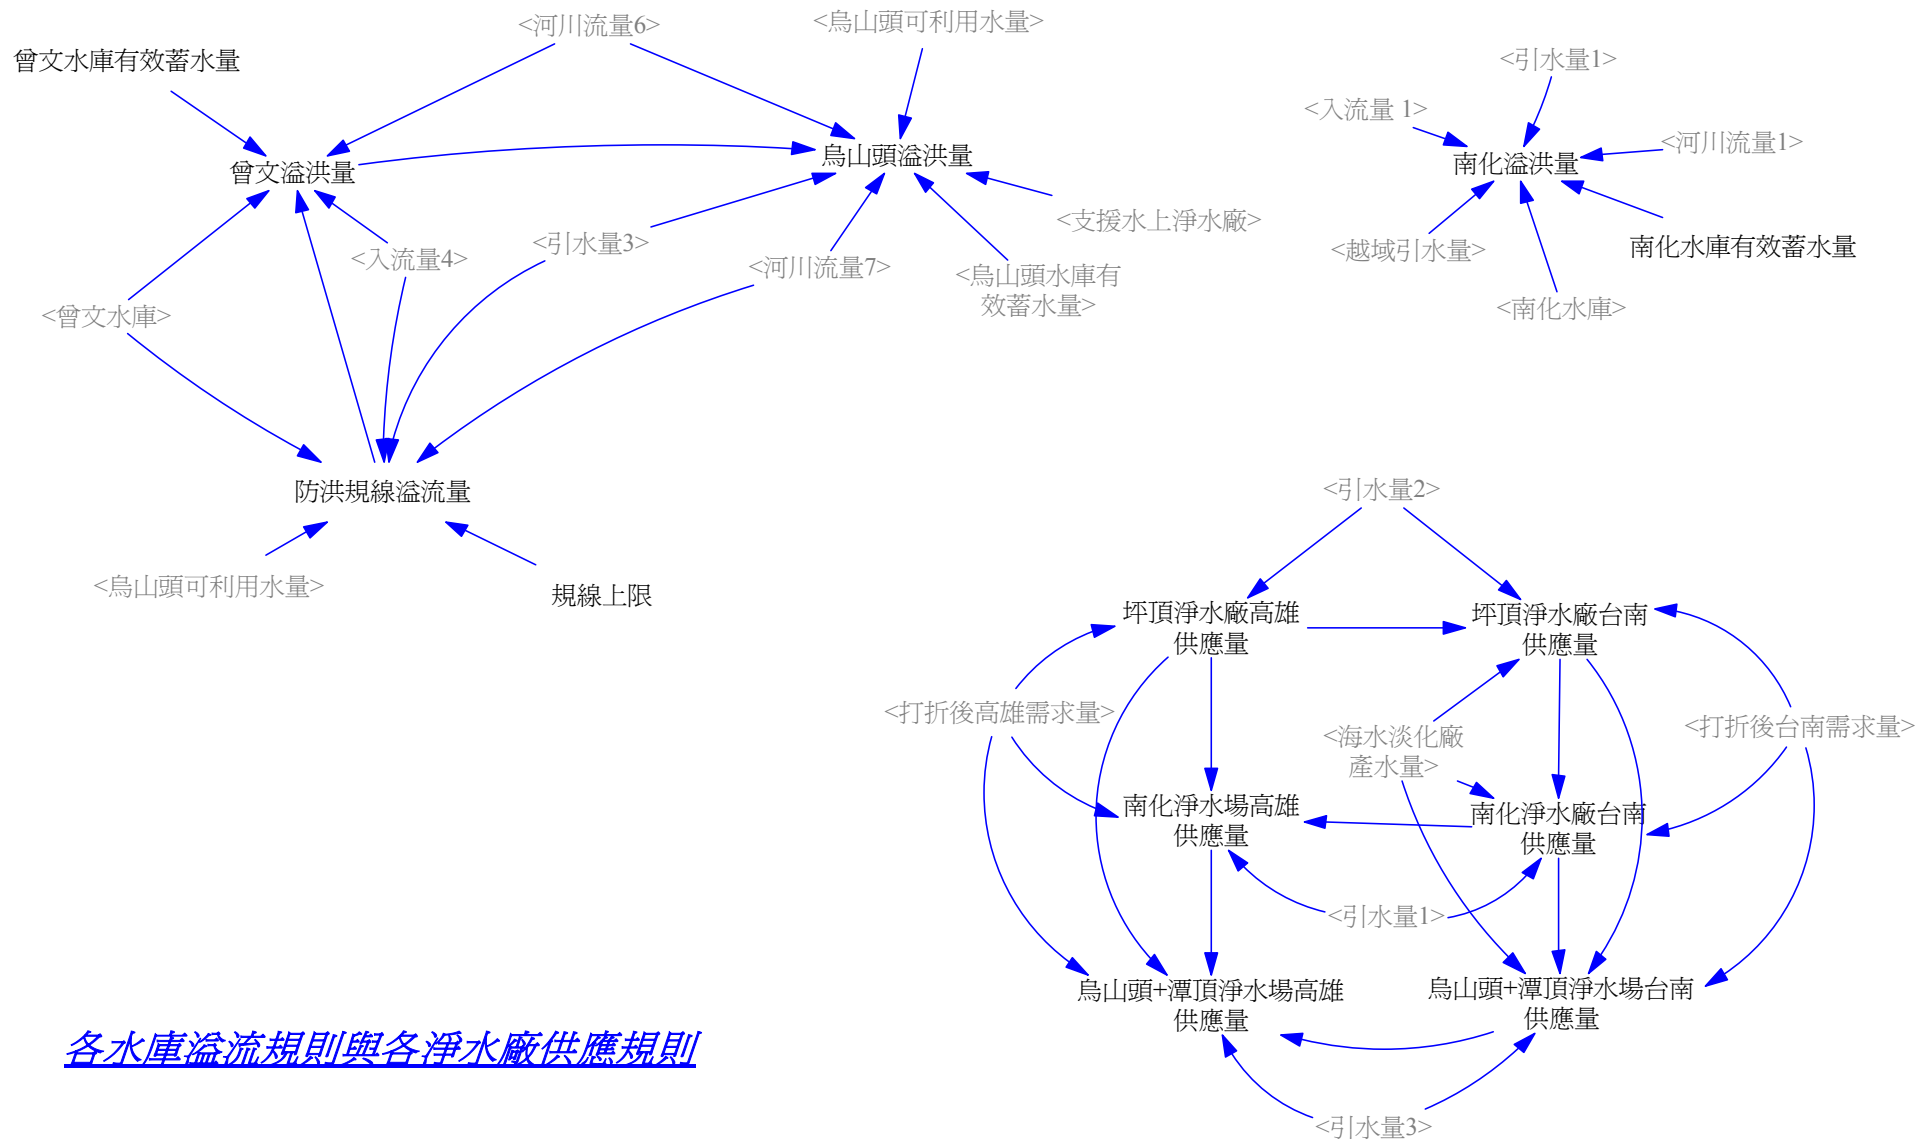 <河川流量6>
<烏山頭可利用水量>
曾文水庫有效蓄水量
<引水量1>
<入流量 1>
<河川流量1>
曾文溢洪量
烏山頭溢洪量
南化溢洪量
<支援水上淨水廠>
<引水量3>
<入流量4>
<河川流量7>
<烏山頭水庫有
效蓄水量>
<越域引水量>
南化水庫有效蓄水量
<曾文水庫>
<南化水庫>
防洪規線溢流量
<烏山頭可利用水量>
規線上限
<引水量2>
坪頂淨水廠高雄
供應量
坪頂淨水廠台南
供應量
<打折後高雄需求量>
<海水淡化廠
產水量>
<打折後台南需求量>
南化淨水場高雄
供應量
南化淨水廠台南
供應量
<引水量1>
烏山頭+潭頂淨水場高雄
供應量
烏山頭+潭頂淨水場台南
供應量
各水庫溢流規則與各淨水廠供應規則
<引水量3>